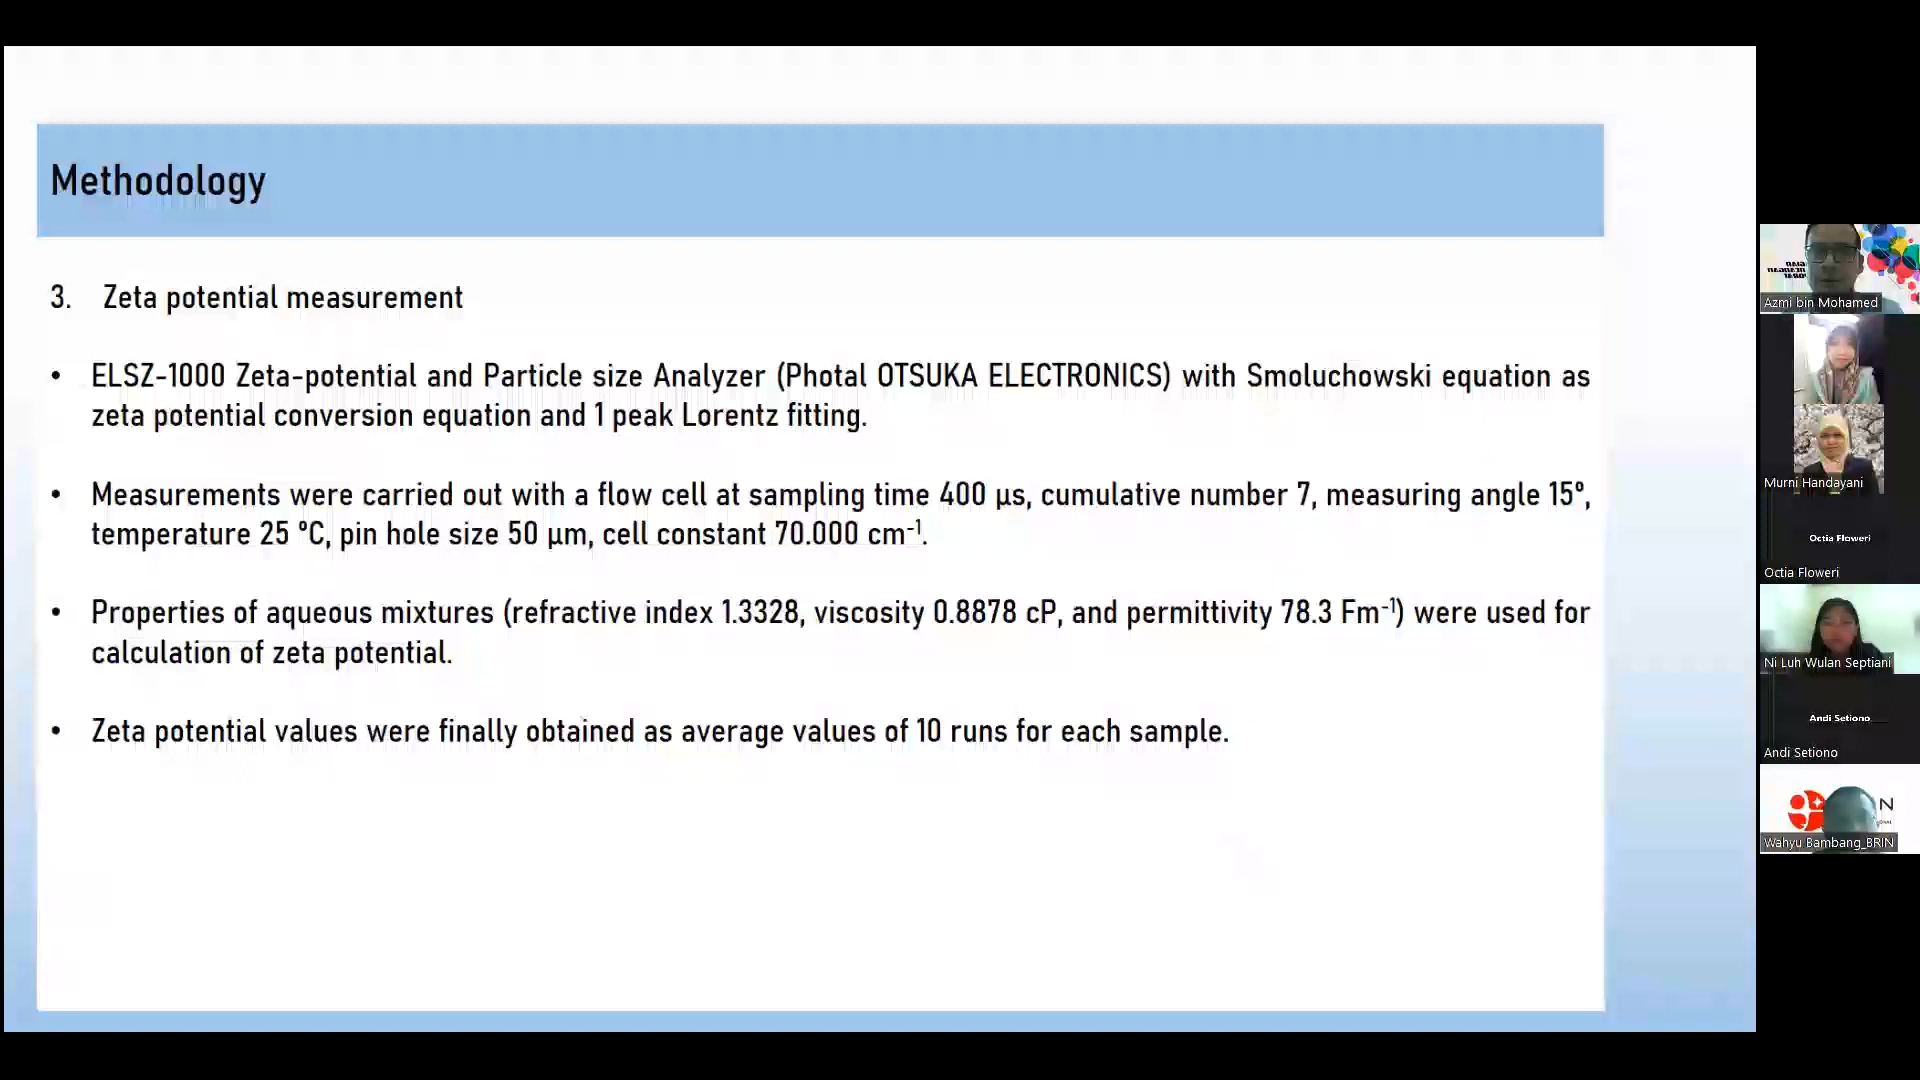 Methodology
3. Zeta potential measurement
• ELSZ-1000 Zeta-potential and Particle size Analyzer (Photal OTSUKA ELECTRONICS) with Smoluchowski equation as
zeta potential conversion equation and 1 peak Lorentz fitting.
• Measurements were carried out with a flow cell at sampling time 400 µs, cumulative number 7, measuring angle 15º,
temperature 25 ºC, pin hole size 50 µm, cell constant 70.000 cm⁻¹.
• Properties of aqueous mixtures (refractive index 1.3328, viscosity 0.8878 cP, and permittivity 78.3 Fm⁻¹) were used for
calculation of zeta potential.
• Zeta potential values were finally obtained as average values of 10 runs for each sample.
Azmi bin Mohamed
Murni Handayani
Octia Floweri
Octia Floweri
Ni Luh Wulan Septiani
Andi Setiono
Andi Setiono
N
Wahyu Bambang_BRIN